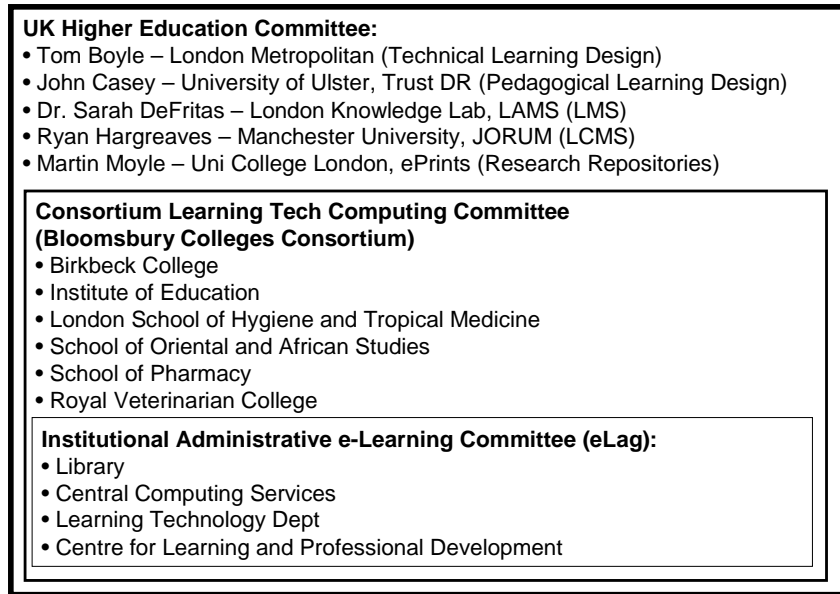 UK Higher Education Committee:
• Tom Boyle – London Metropolitan (Technical Learning Design)
• John Casey – University of Ulster, Trust DR (Pedagogical Learning Design)
• Dr. Sarah DeFritas – London Knowledge Lab, LAMS (LMS)
• Ryan Hargreaves – Manchester University, JORUM (LCMS)
• Martin Moyle – Uni College London, ePrints (Research Repositories)
Consortium Learning Tech Computing Committee
(Bloomsbury Colleges Consortium)
• Birkbeck College
• Institute of Education
• London School of Hygiene and Tropical Medicine
• School of Oriental and African Studies
• School of Pharmacy
• Royal Veterinarian College
Institutional Administrative e-Learning Committee (eLag):
• Library
• Central Computing Services
• Learning Technology Dept
• Centre for Learning and Professional Development